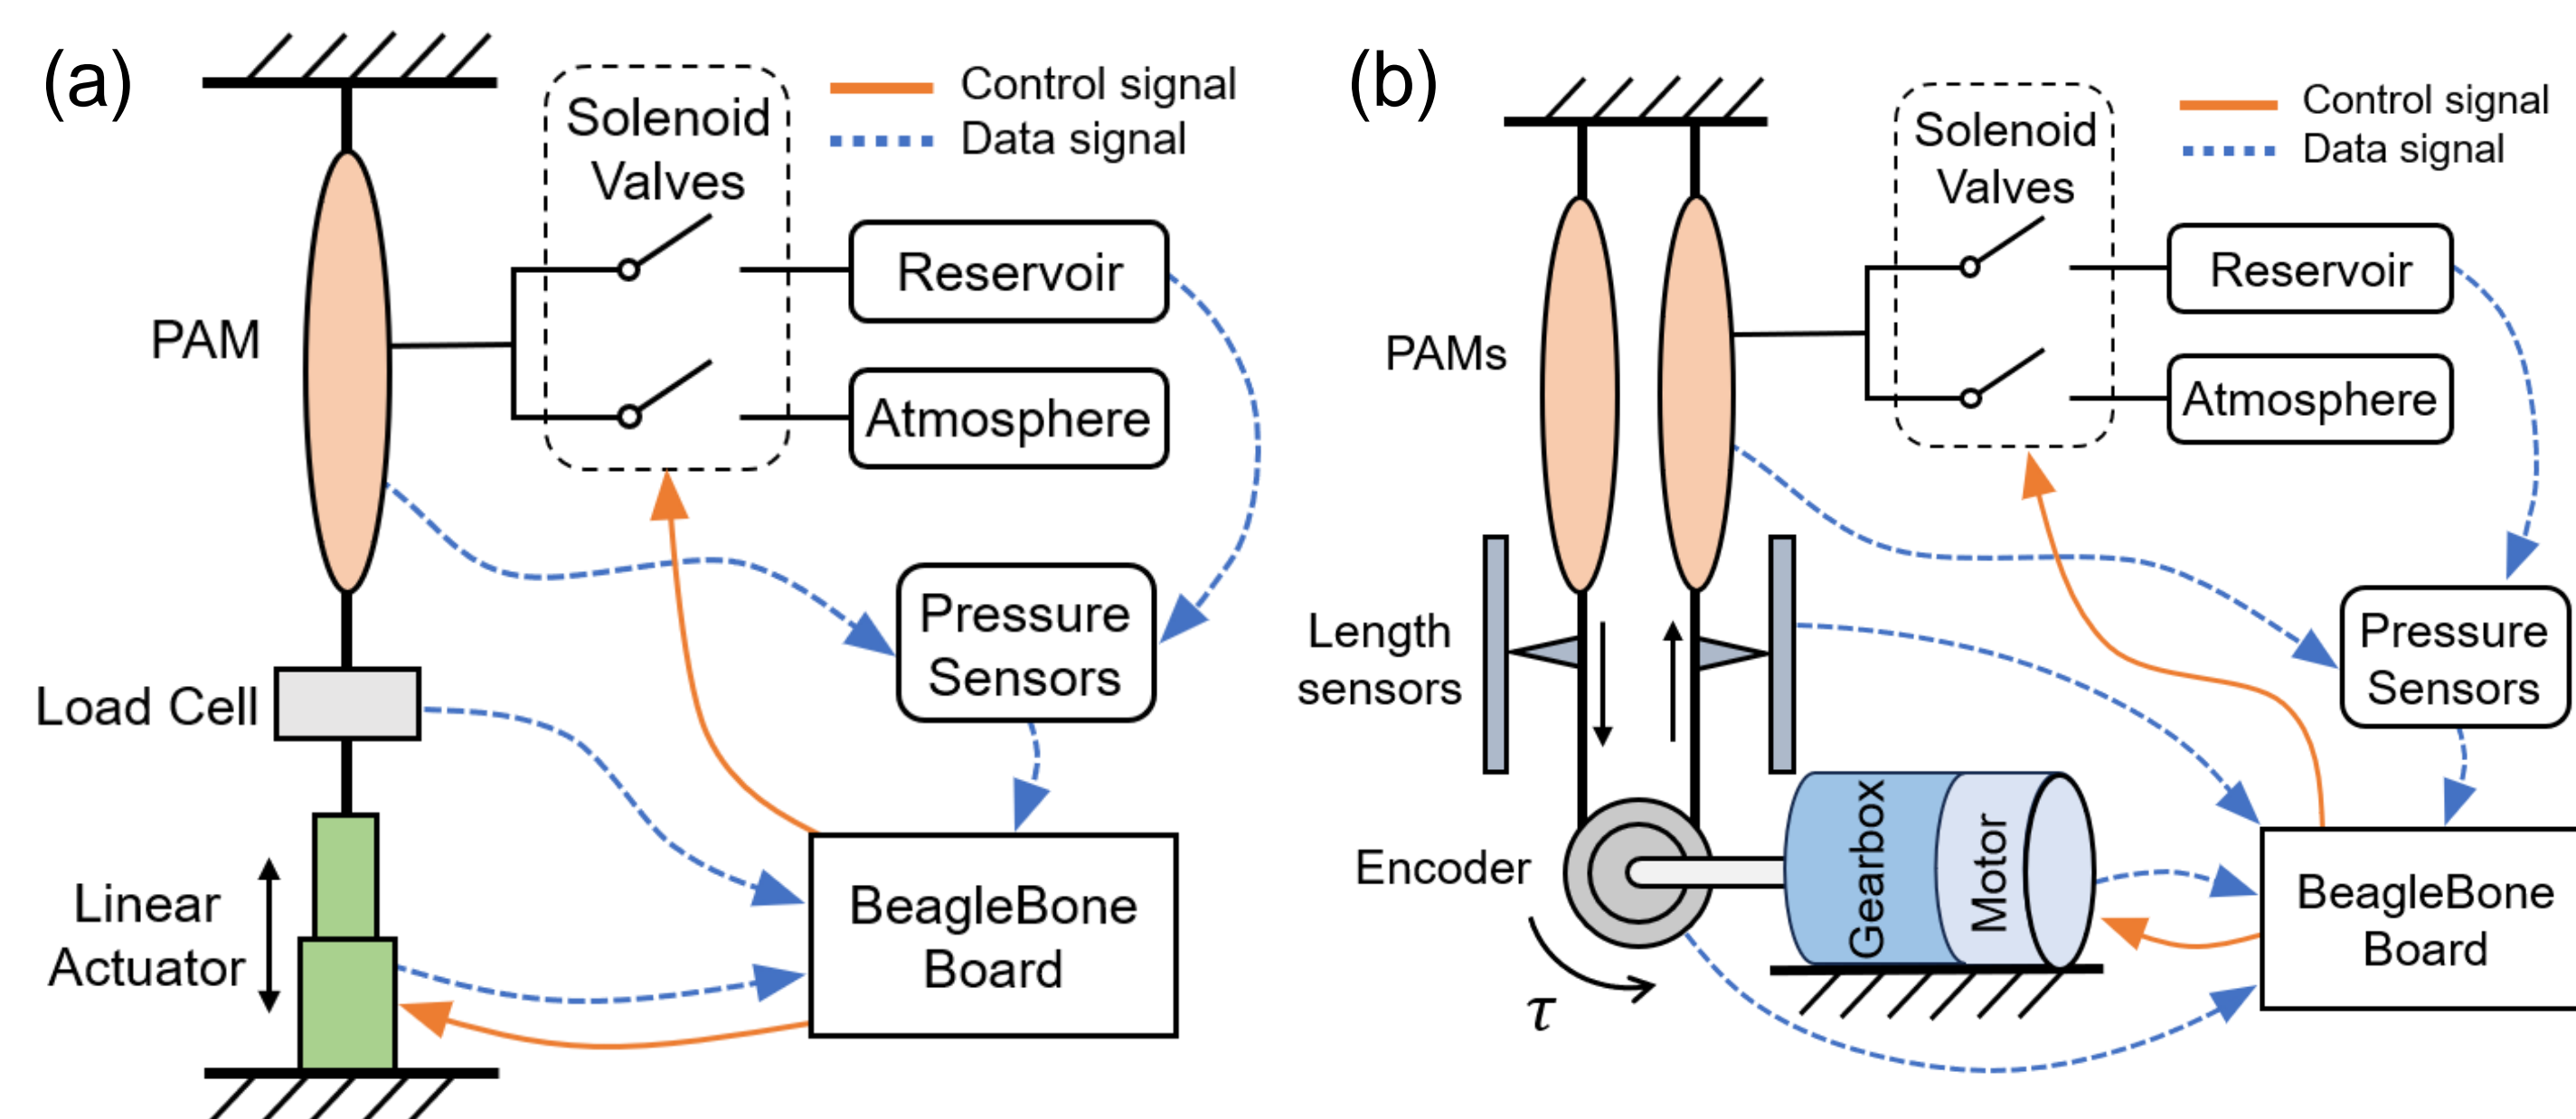 (a)
Solenoid
Valves
Control signal
Data signal
Reservoir
PAM
Atmosphere
Pressure
Sensors
Load Cell
Linear
Actuator
BeagleBone
Board
(b)
Solenoid
Valves
Control signal
Data signal
Reservoir
PAMs
Atmosphere
Length
sensors
Pressure
Sensors
Encoder
Gearbox
Motor
BeagleBone
Board
τ